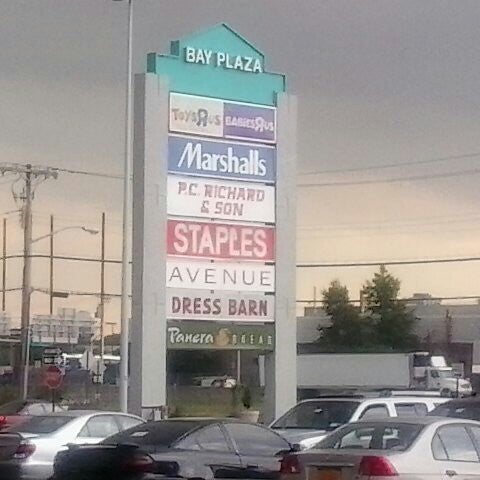 BAY PLAZA
TOYSRUS BABIESRUS
Marshalls
P.C. RICHARD
& SON
STAPLES
AVENUE
DRESS BARN
Panera BREAD